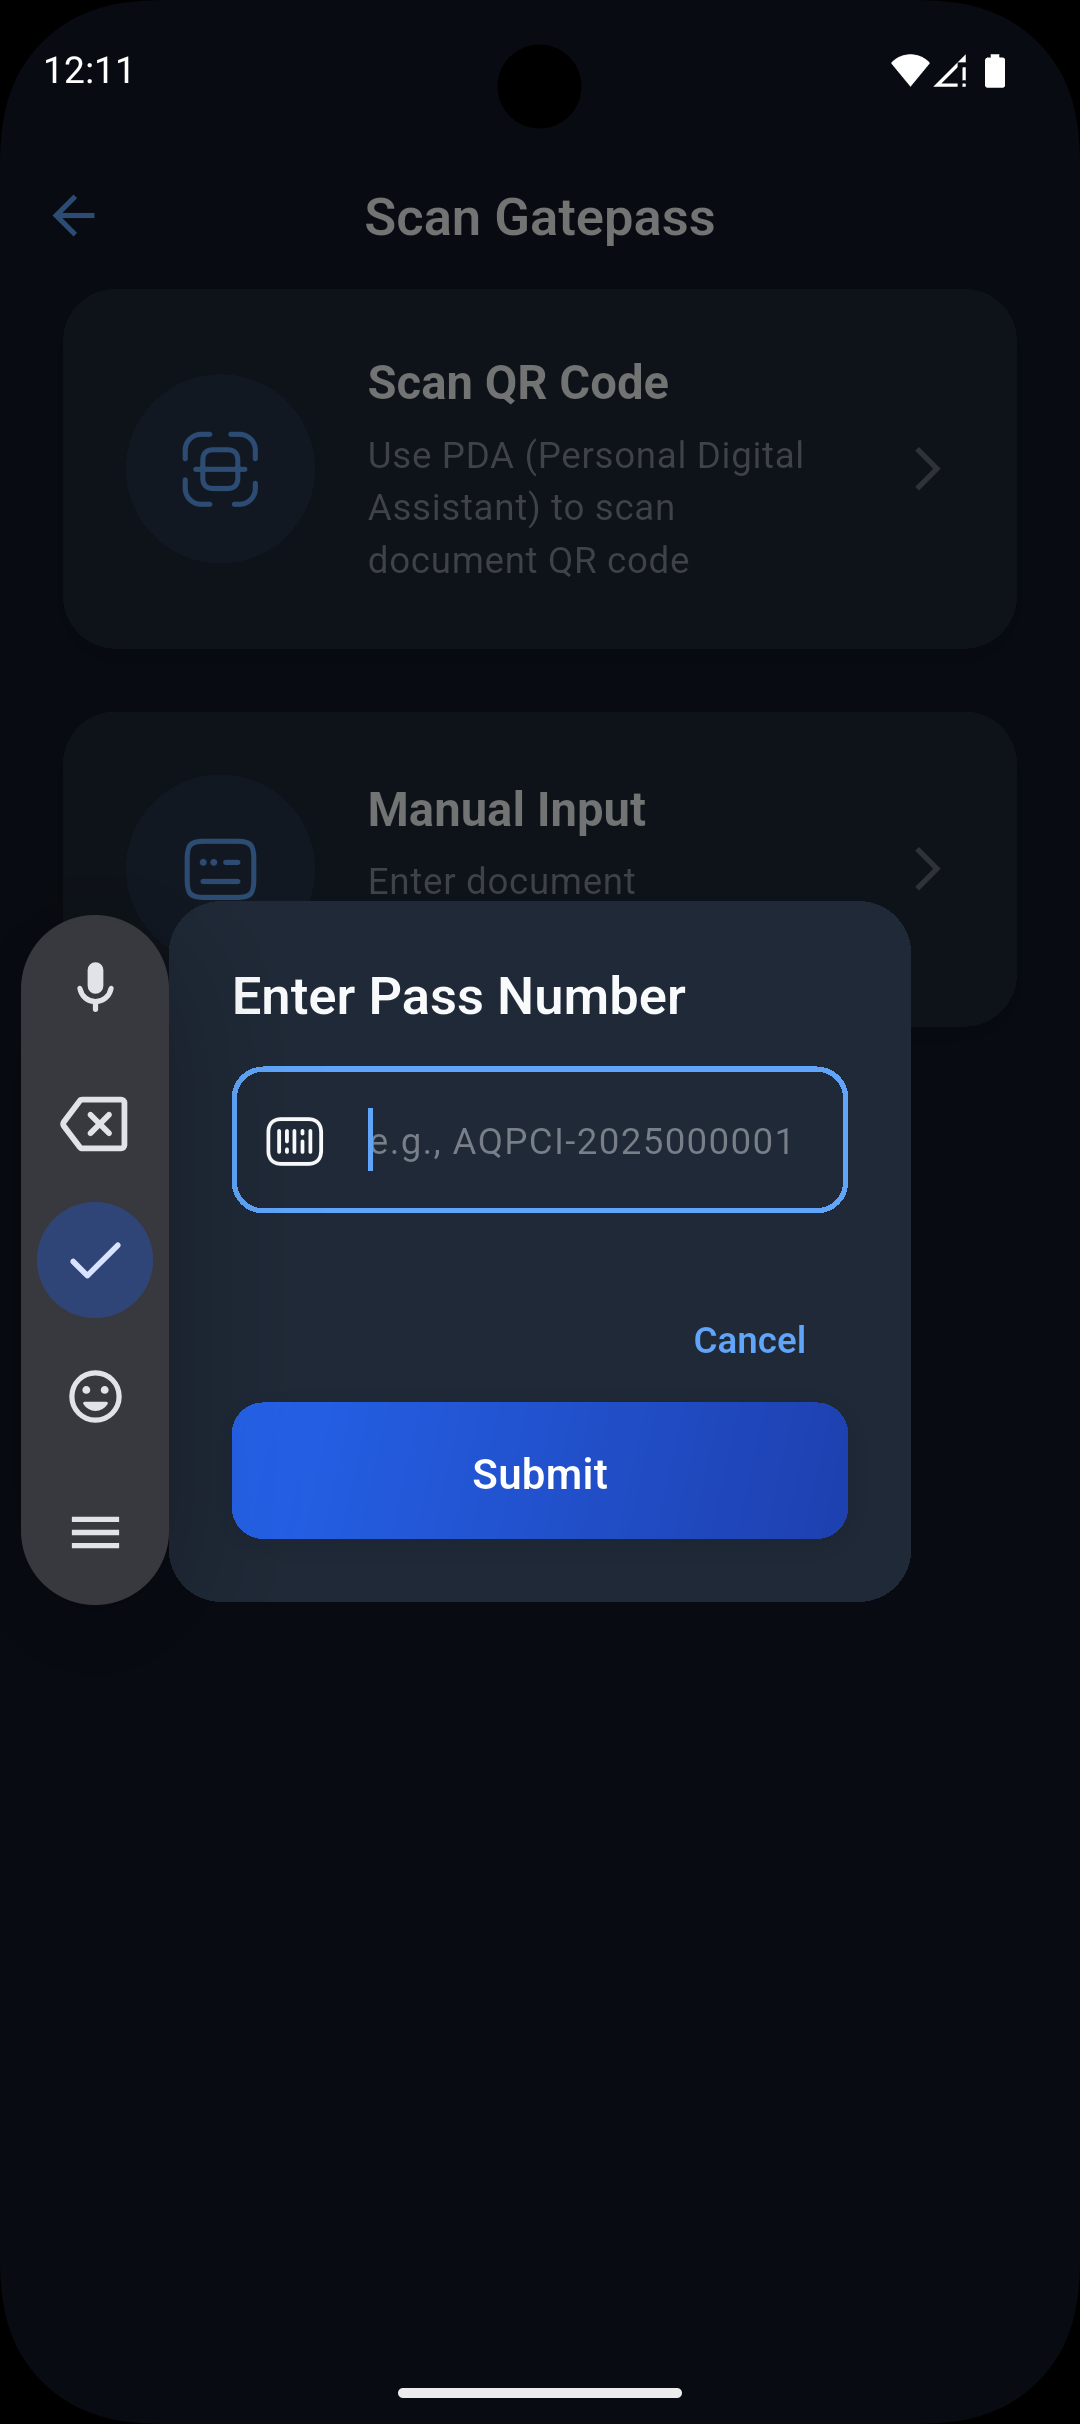 12:11
Scan Gatepass
Scan QR Code
Use PDA (Personal Digital
Assistant) to scan
document QR code
Manual Input
Enter document
Enter Pass Number
e.g., AQPCI-2025000001
Cancel
Submit